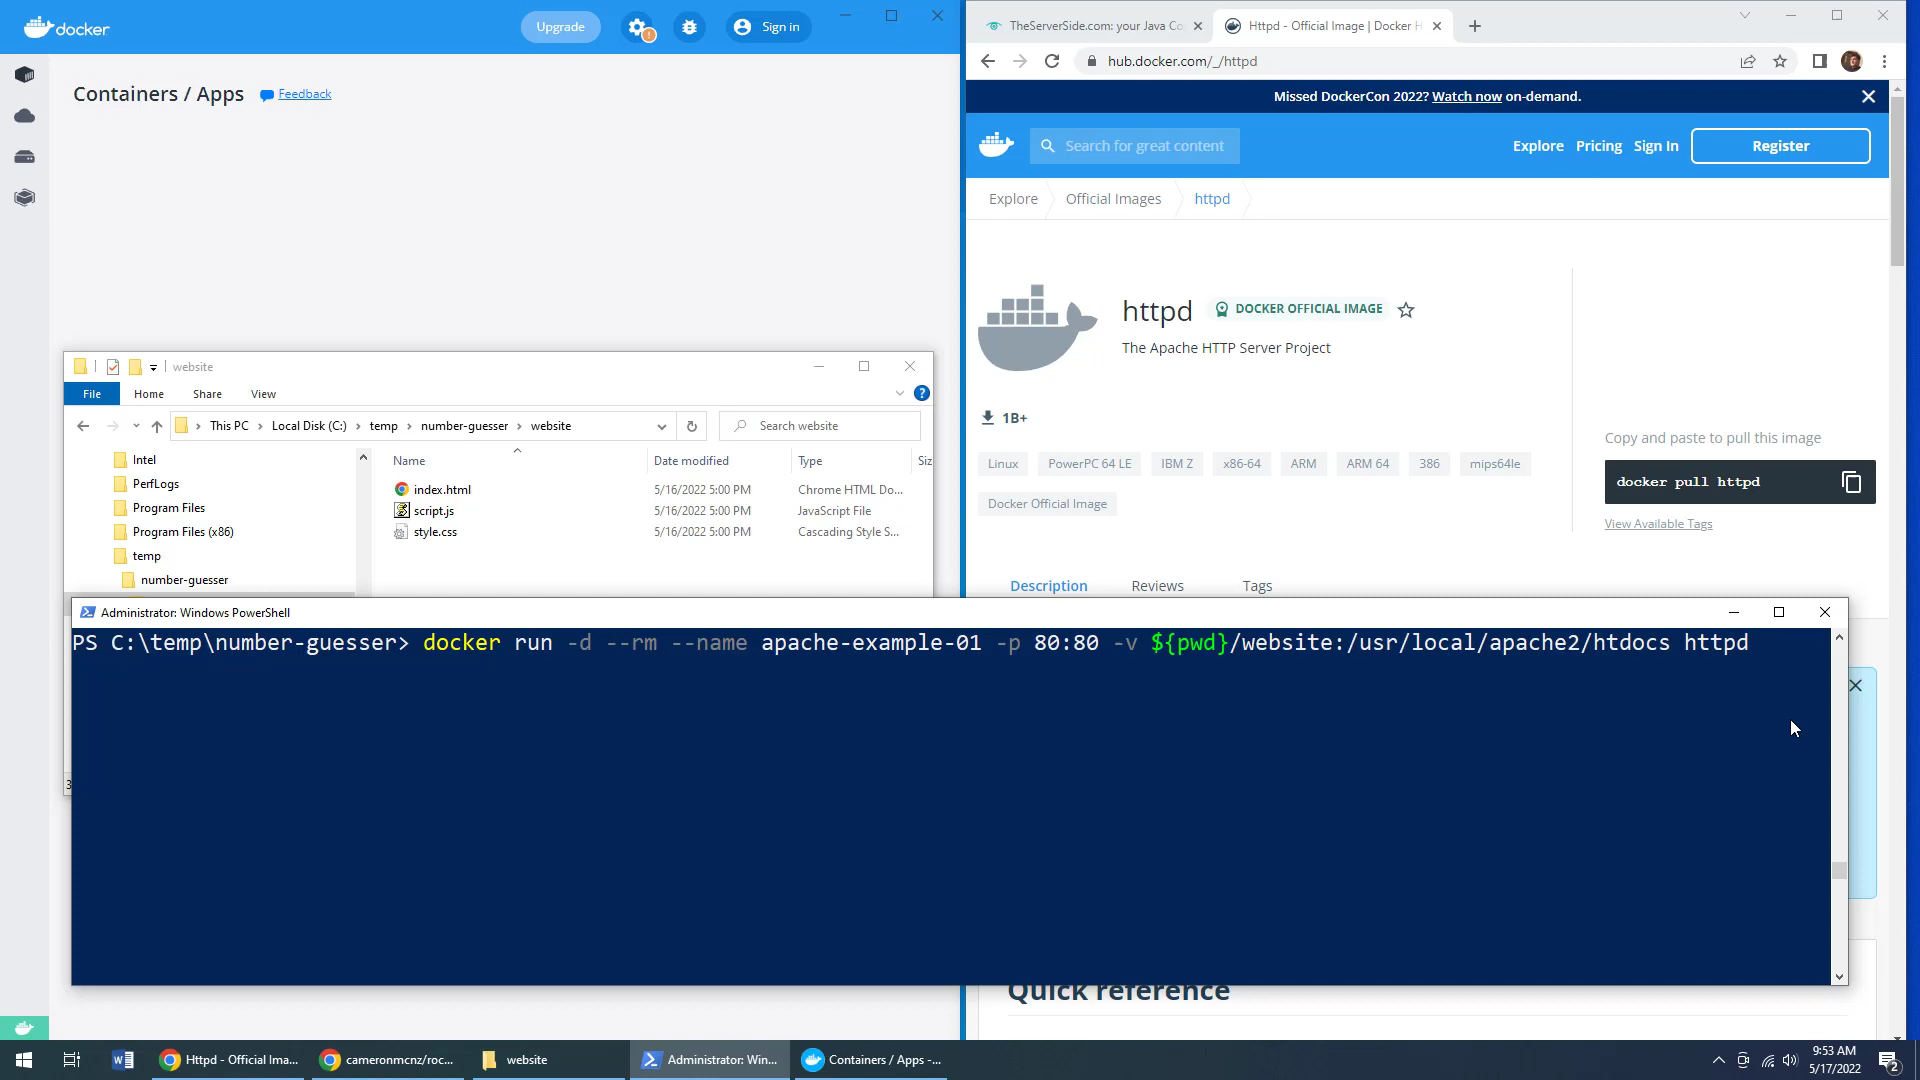 docker
Upgrade
Sign in
Containers / Apps
Feedback
website
File
Home
Share
View
This PC
Local Disk (C:)
temp
number-guesser
website
Search website
Intel
PerfLogs
Program Files
Program Files (x86)
temp
number-guesser
Name
Date modified
Type
Siz
index.html
5/16/2022 5:00 PM
Chrome HTML Do...
script.js
5/16/2022 5:00 PM
JavaScript File
style.css
5/16/2022 5:00 PM
Cascading Style S...
3
TheServerSide.com: your Java Co
Httpd - Official Image | Docker H
hub.docker.com/_/httpd
Missed DockerCon 2022? Watch now on-demand.
Search for great content
Explore
Pricing
Sign In
Register
Explore
Official Images
httpd
httpd
DOCKER OFFICIAL IMAGE
The Apache HTTP Server Project
1B+
Linux
PowerPC 64 LE
IBM Z
x86-64
ARM
ARM 64
386
mips64le
Docker Official Image
Copy and paste to pull this image
docker pull httpd
View Available Tags
Description
Reviews
Tags
Administrator: Windows PowerShell
PS C:\temp\number-guesser> docker run -d --rm --name apache-example-01 -p 80:80 -v ${pwd}/website:/usr/local/apache2/htdocs httpd
Quick reference
Httpd - Official Ima...
cameronmcnz/roc...
website
Administrator: Win...
Containers / Apps -...
9:53 AM
5/17/2022
2